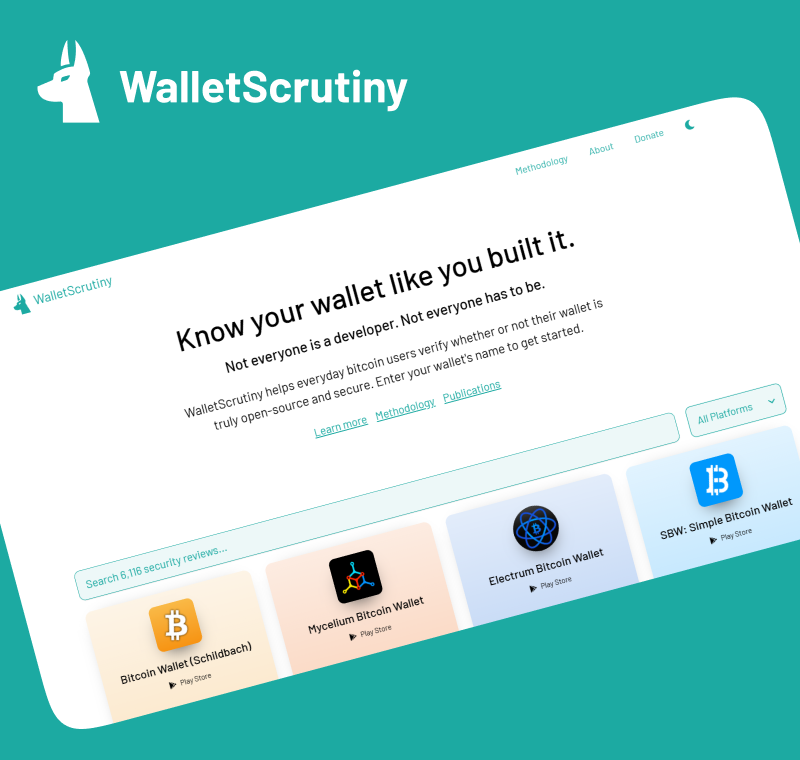 WalletScrutiny
Methodology About Donate
WalletScrutiny
Know your wallet like you built it.
Not everyone is a developer. Not everyone has to be.
WalletScrutiny helps everyday bitcoin users verify whether or not their wallet is
truly open-source and secure. Enter your wallet's name to get started.
Learn more Methodology Publications
Search 6,116 security reviews...
All Platforms
Bitcoin Wallet (Schildbach)
Play Store
Mycelium Bitcoin Wallet
Play Store
Electrum Bitcoin Wallet
Play Store
SBW: Simple Bitcoin Wallet
Play Store